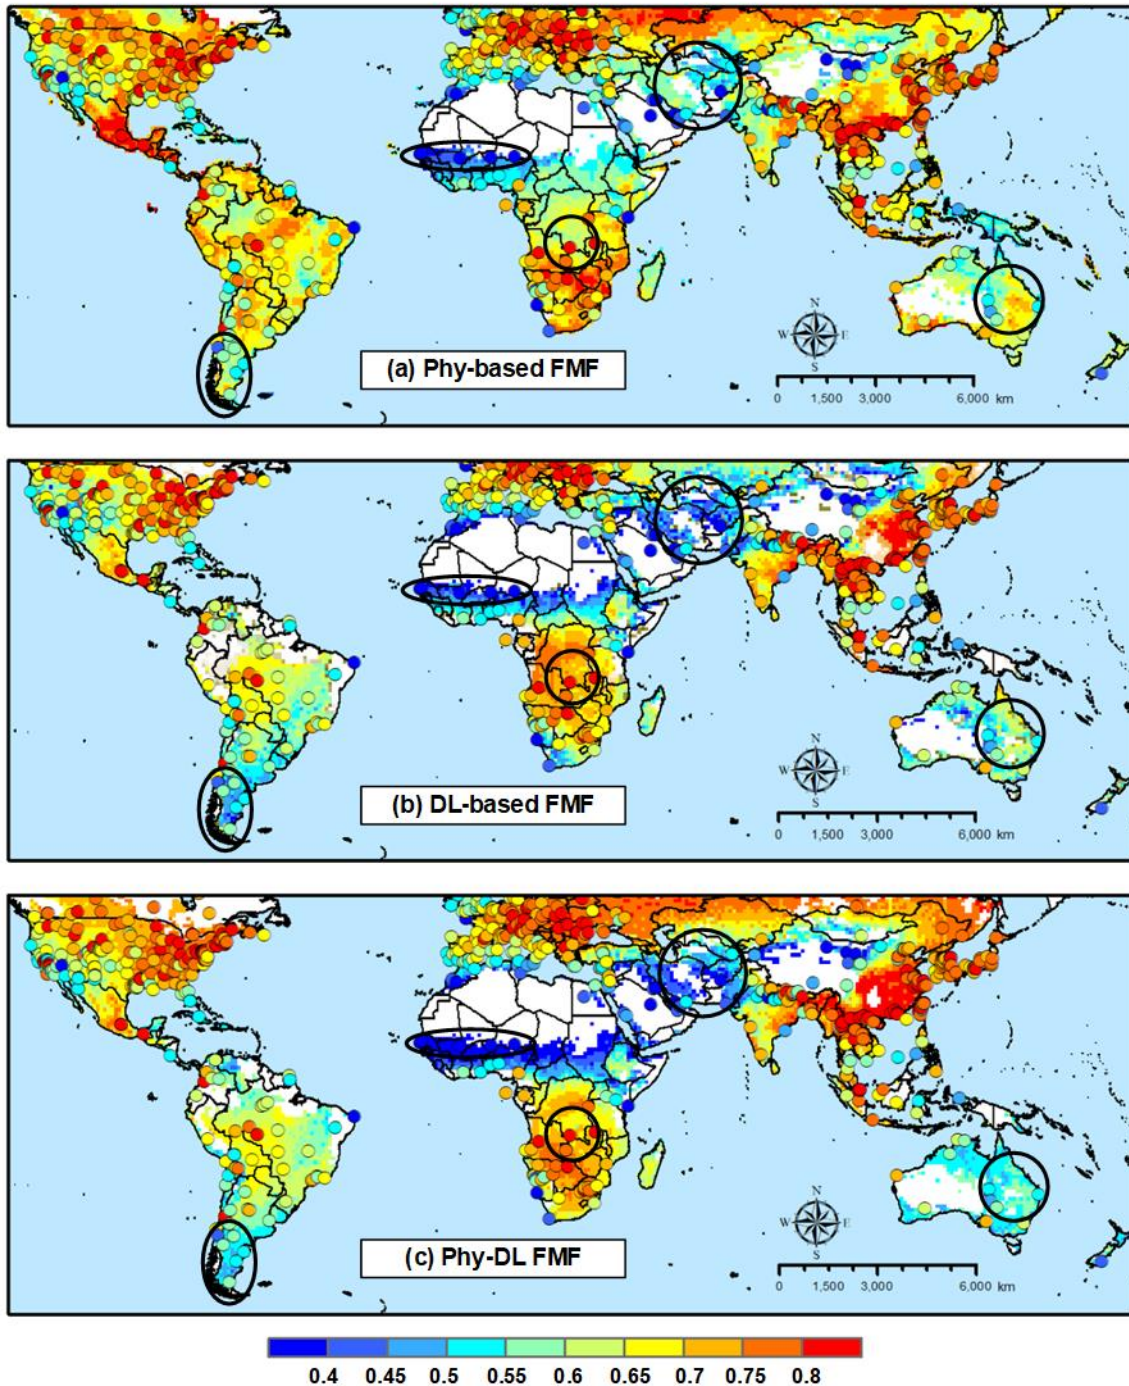 N
W E
S
(a) Phy-based FMF
0 1,500 3,000 6,000 km
N
W E
S
(b) DL-based FMF
0 1,500 3,000 6,000 km
N
W E
S
(c) Phy-DL FMF
0 1,500 3,000 6,000 km
0.4 0.45 0.5 0.55 0.6 0.65 0.7 0.75 0.8